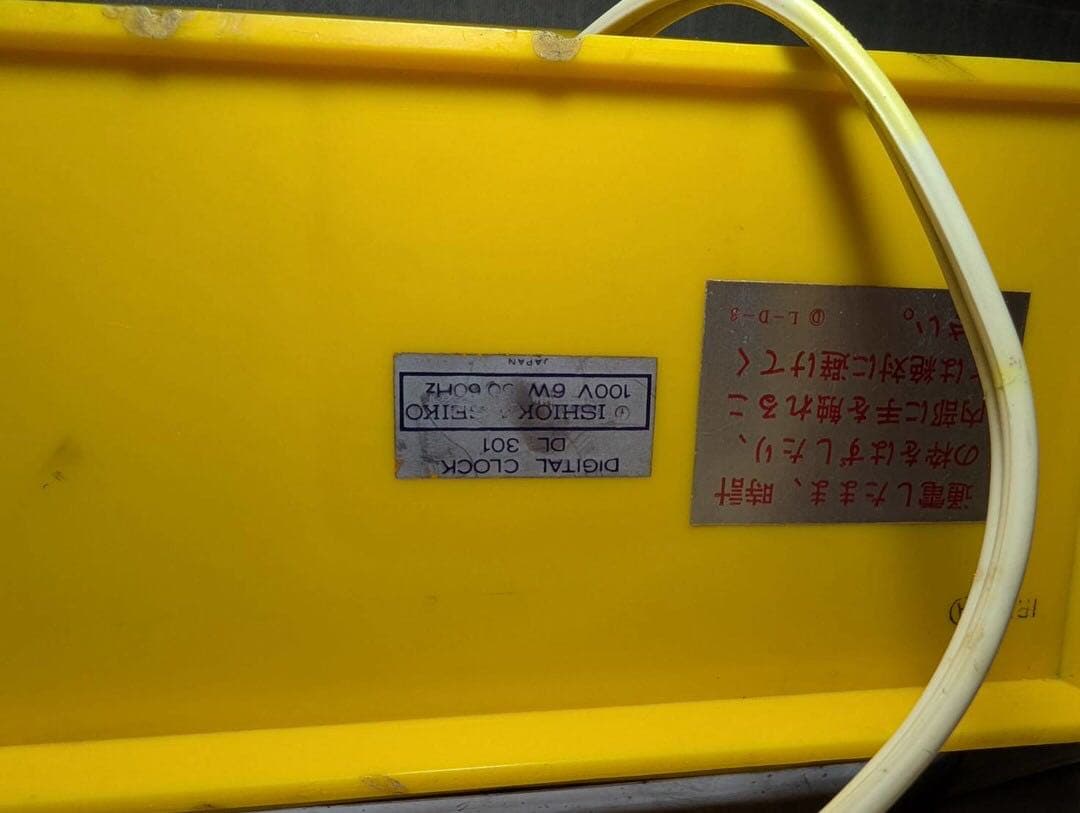 DIGITAL CLOCK
DL 301
ISHIOKA SEIKO
100V 6W 50 60Hz
JAPAN
通電したまま、時計
の枠をはずしたり、
内部に手を触れるこ
とは絶対に避けてく
さい。
Ⓓ L-D-3